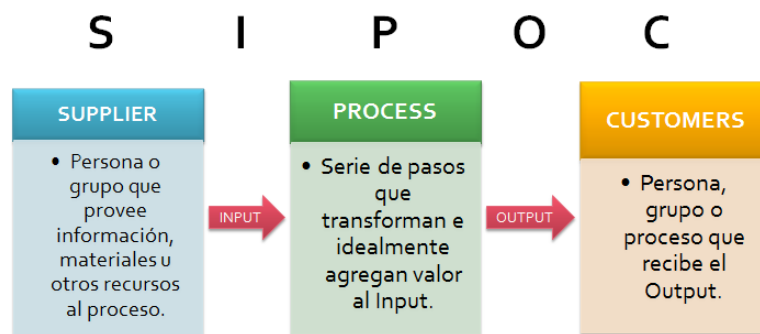 S I P O C
SUPPLIER
• Persona o
grupo que
provee
información,
materiales u
otros recursos
al proceso.
INPUT
PROCESS
• Serie de pasos
que
transforman e
idealmente
agregan valor
al Input.
OUTPUT
CUSTOMERS
• Persona,
grupo o
proceso que
recibe el
Output.